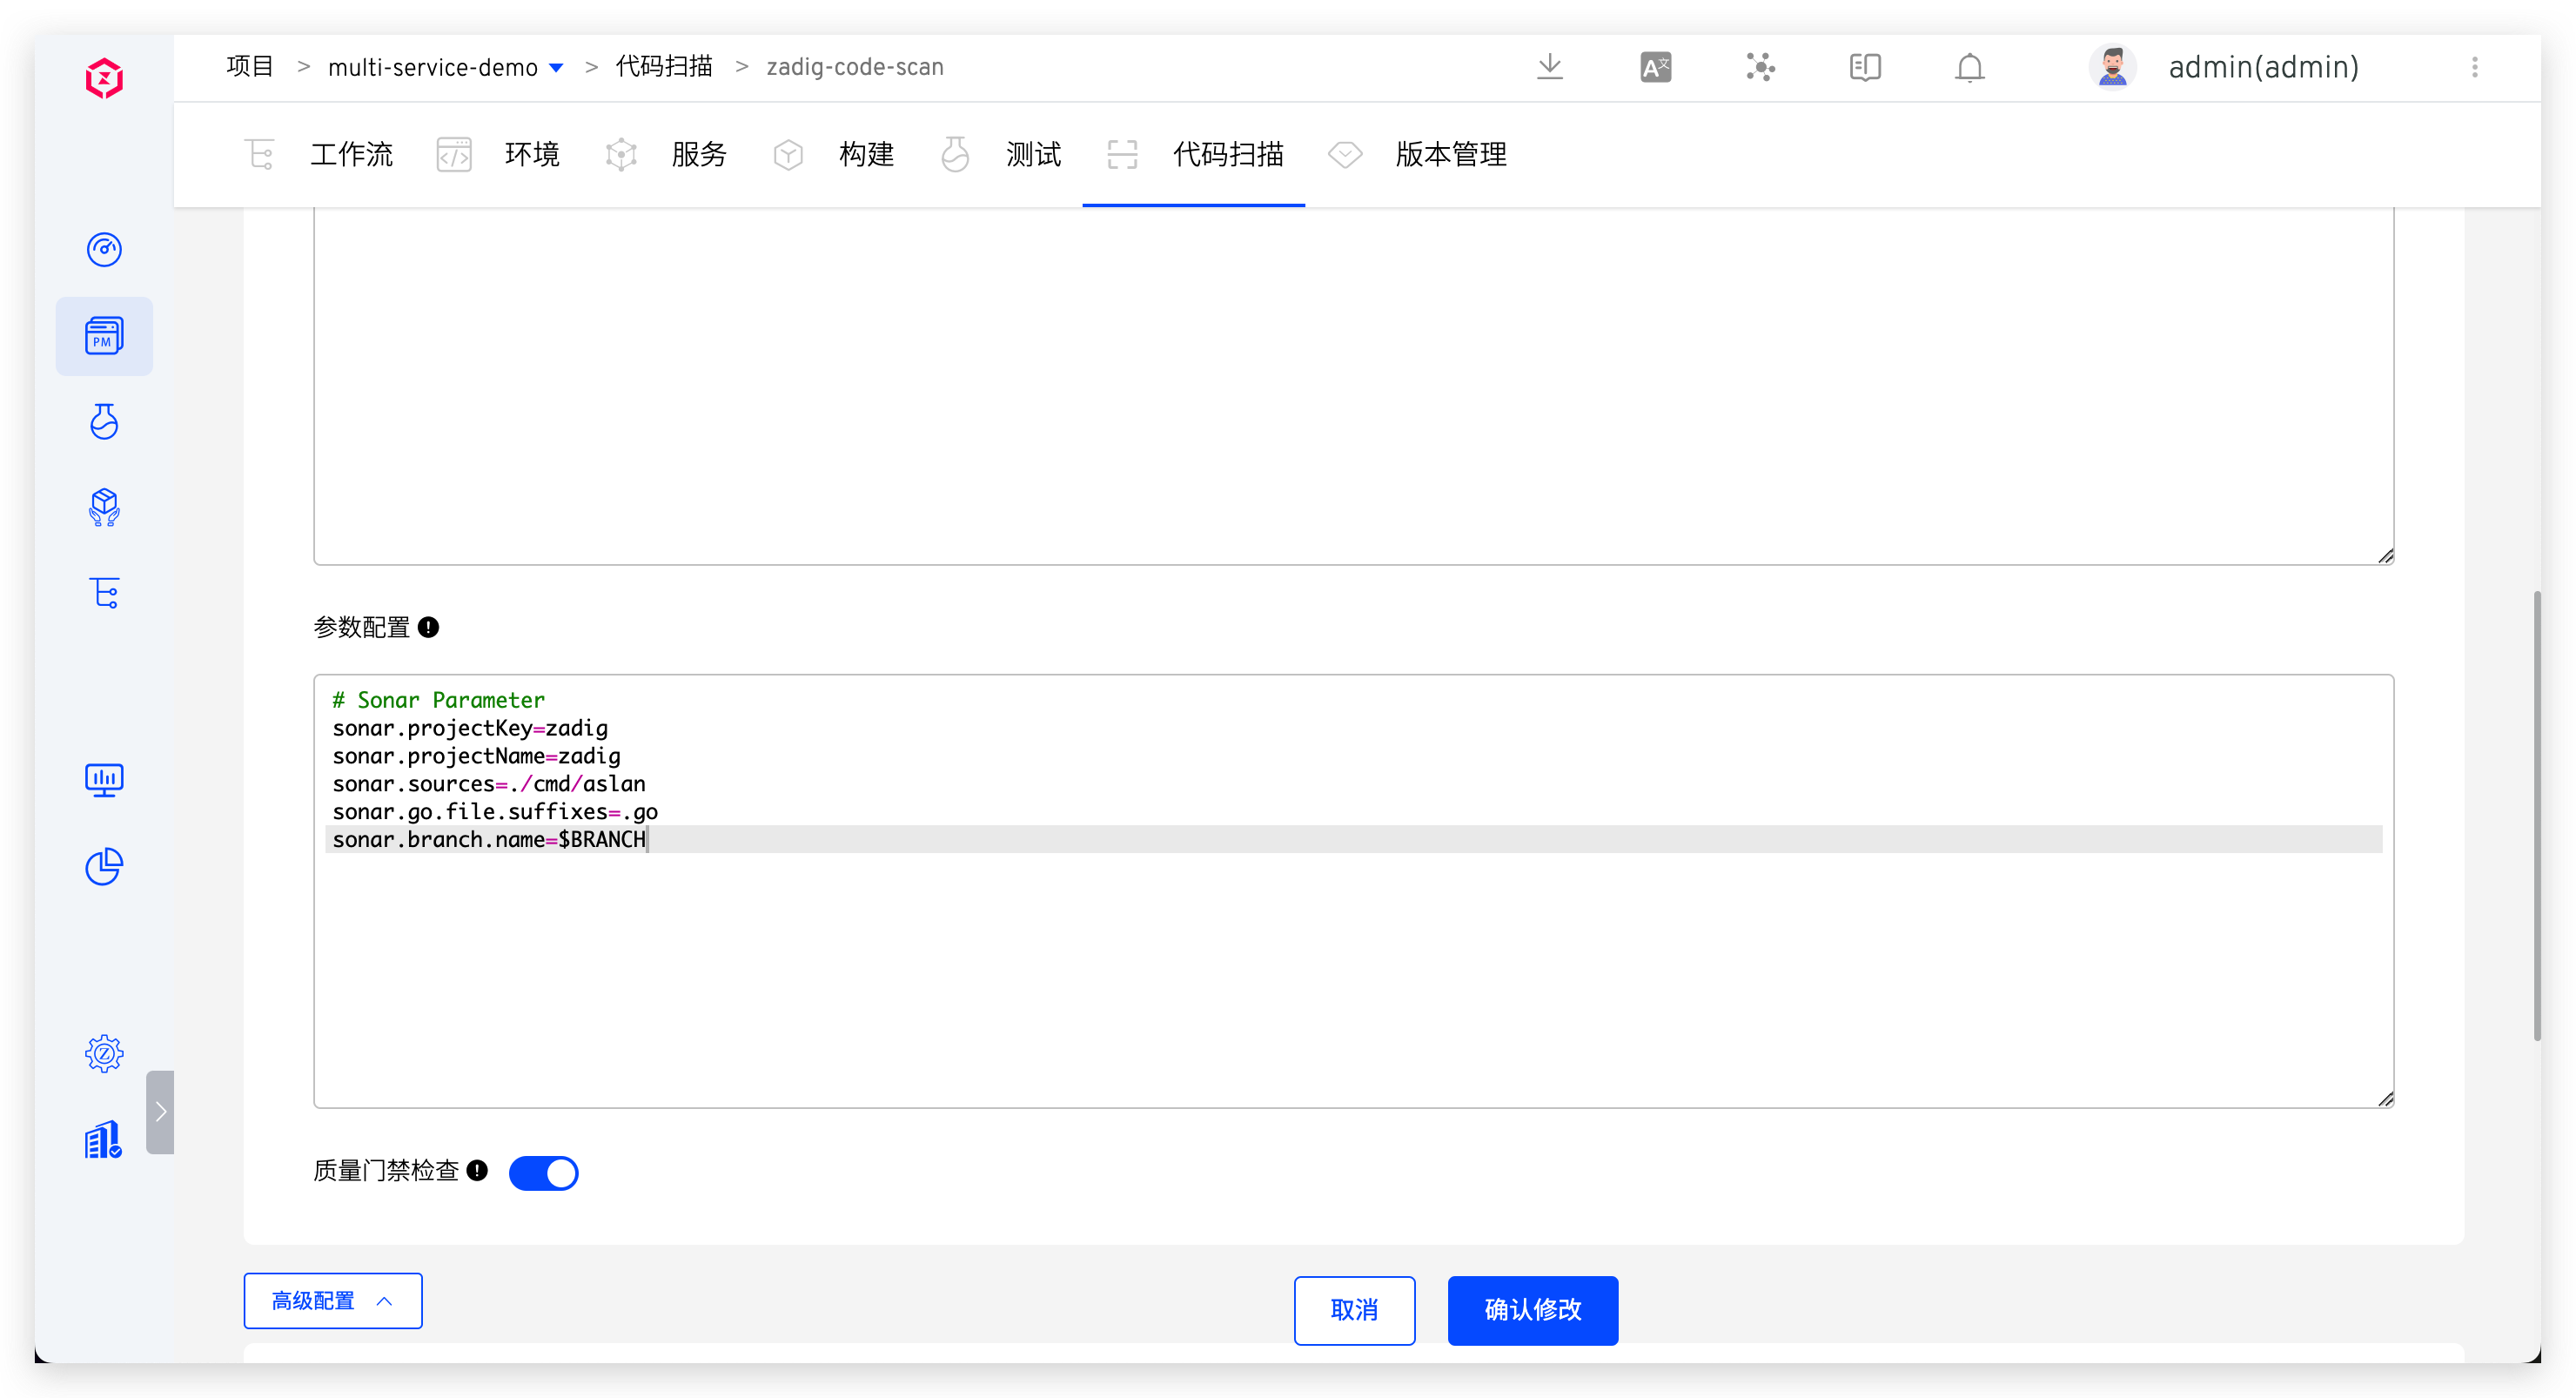 项目 > multi-service-demo > 代码扫描 > zadig-code-scan
admin(admin)
工作流 环境 服务 构建 测试 代码扫描 版本管理
PM
参数配置
# Sonar Parameter
sonar.projectKey=zadig
sonar.projectName=zadig
sonar.sources=./cmd/aslan
sonar.go.file.suffixes=.go
sonar.branch.name=$BRANCH
质量门禁检查
高级配置
取消 确认修改